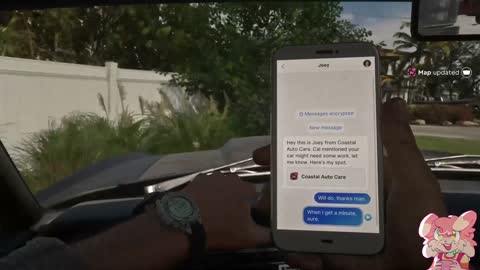 Joey
Messages encrypted
New message
Hey this is Joey from Coastal
Auto Care. Cal mentioned your
car might need some work, let
me know. Here's my spot.
Coastal Auto Care
Will do, thanks man.
When I get a minute,
sure.
Map updated